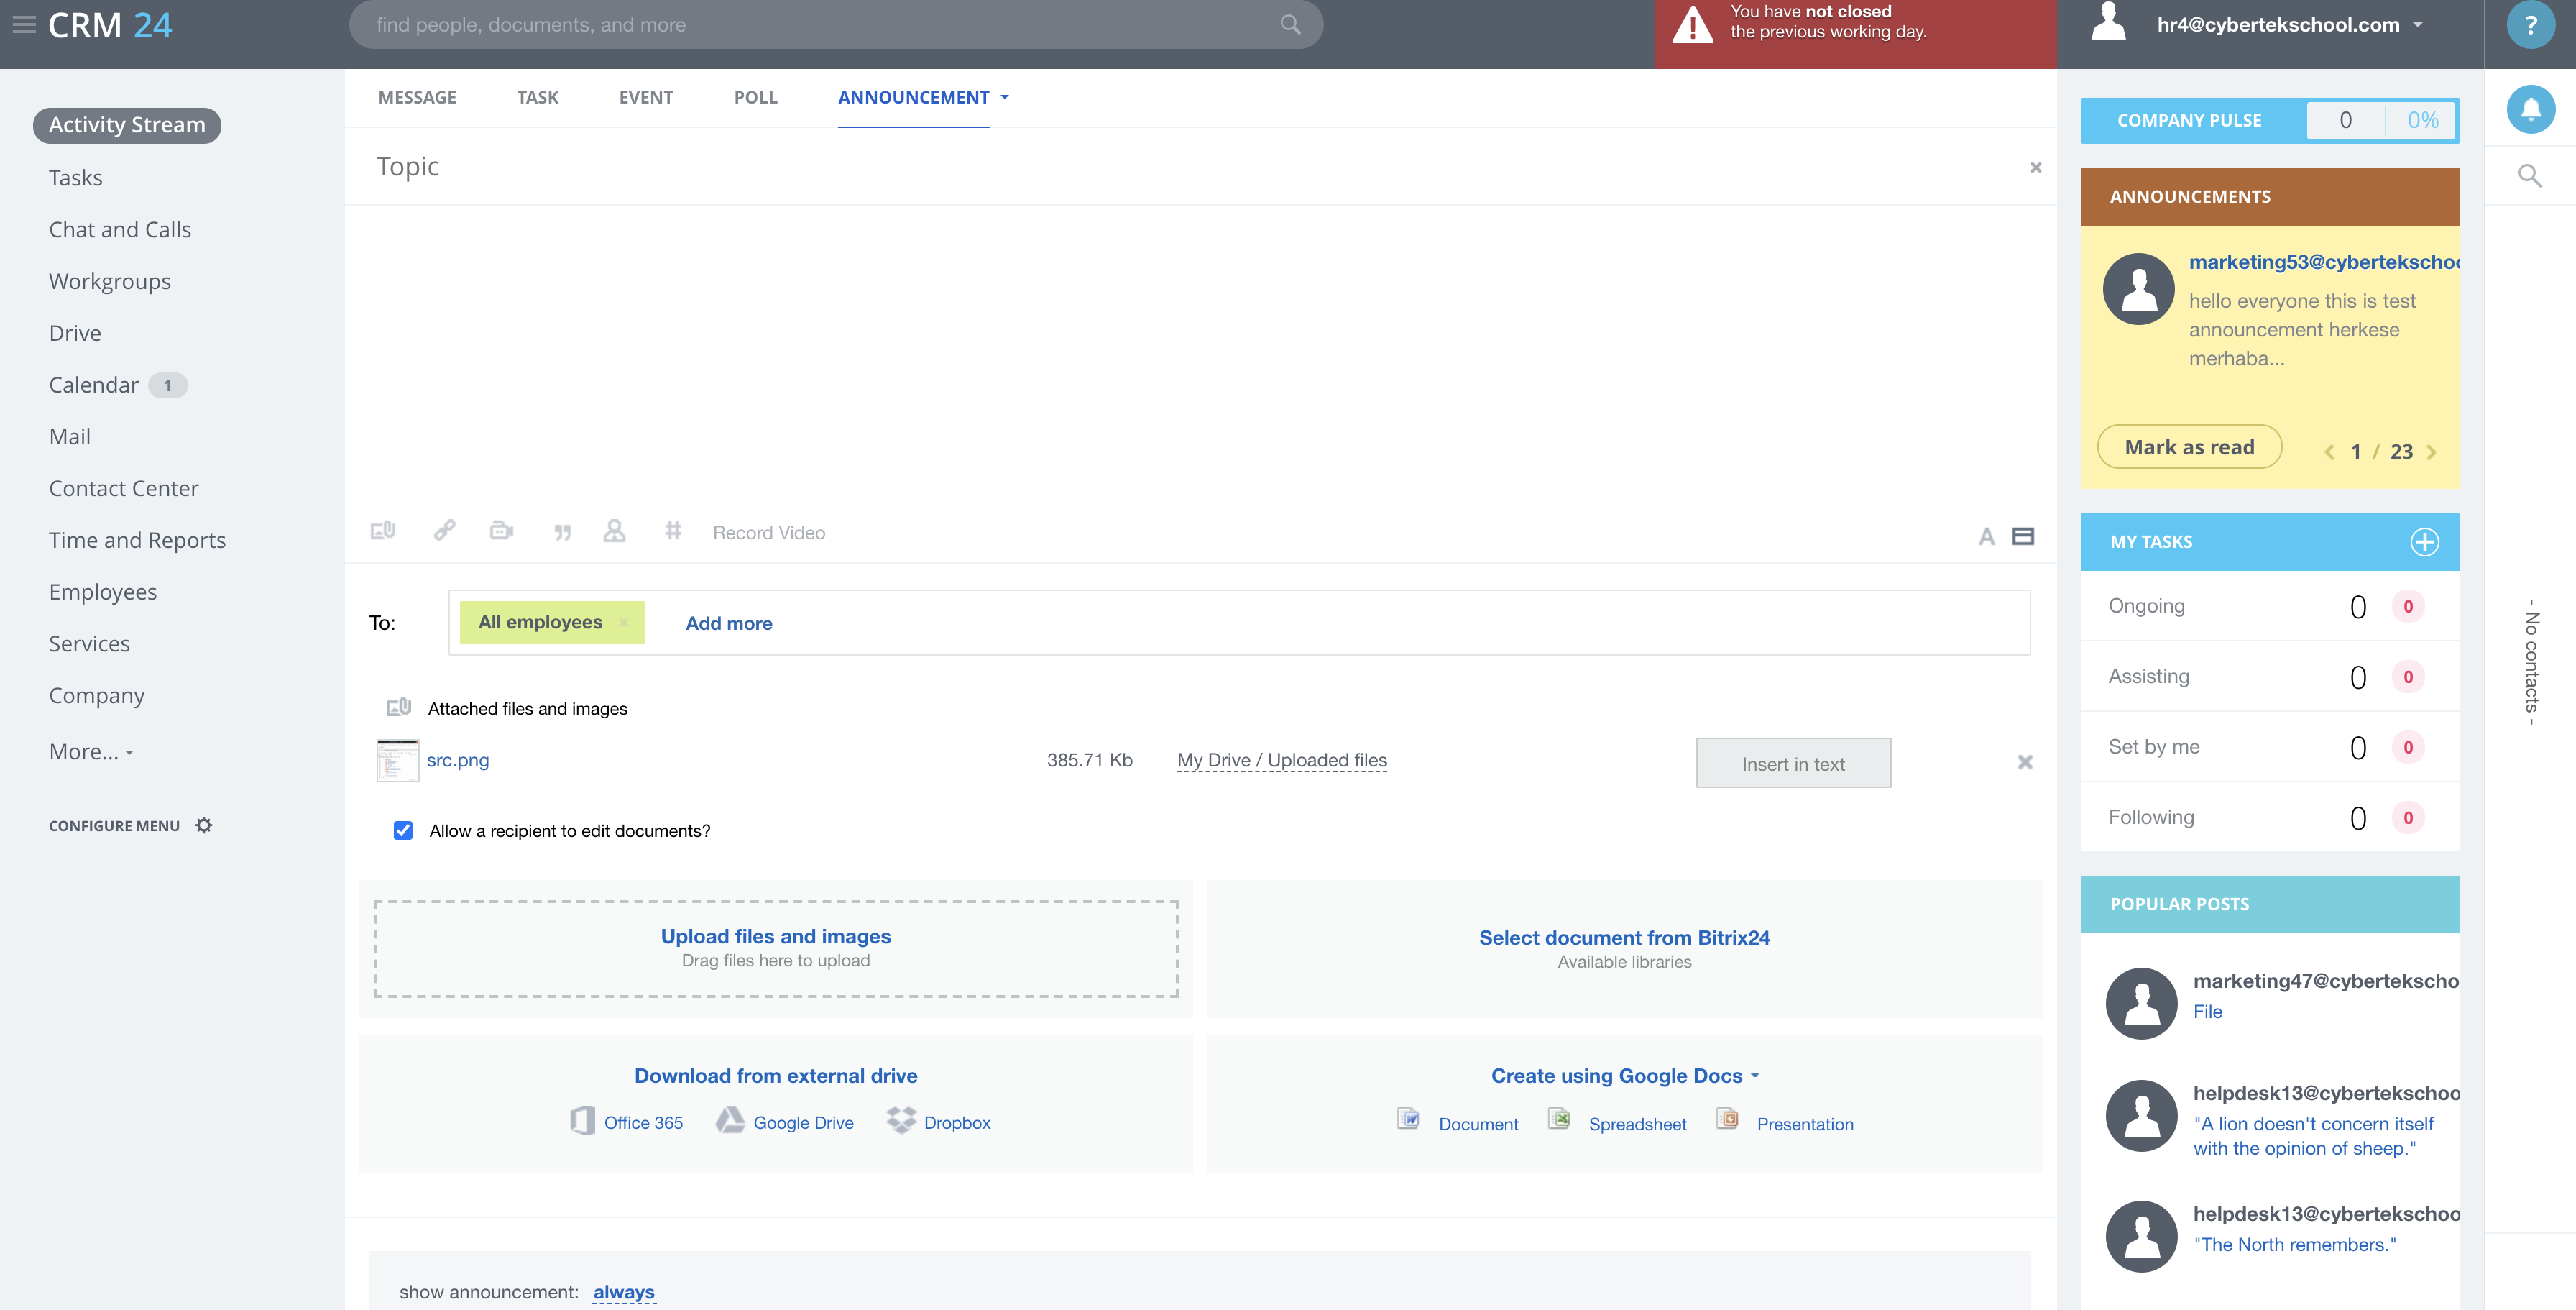 CRM 24
find people, documents, and more
You have not closed
the previous working day.
hr4@cybertekschool.com
?
Activity Stream
Tasks
Chat and Calls
Workgroups
Drive
Calendar 1
Mail
Contact Center
Time and Reports
Employees
Services
Company
More...
CONFIGURE MENU
MESSAGE TASK EVENT POLL ANNOUNCEMENT
Topic
Record Video
A
To: All employees Add more
Attached files and images
src.png 385.71 Kb My Drive / Uploaded files Insert in text
Allow a recipient to edit documents?
Upload files and images
Drag files here to upload
Select document from Bitrix24
Available libraries
Download from external drive
Office 365 Google Drive Dropbox
Create using Google Docs
Document Spreadsheet Presentation
show announcement: always
COMPANY PULSE 0 0%
ANNOUNCEMENTS
marketing53@cybertekschoo
hello everyone this is test
announcement herkese
merhaba...
Mark as read 1 / 23
MY TASKS
Ongoing 0 0
Assisting 0 0
Set by me 0 0
Following 0 0
POPULAR POSTS
marketing47@cyberteksho
File
helpdesk13@cybertekschoo
"A lion doesn't concern itself
with the opinion of sheep."
helpdesk13@cybertekschoo
"The North remembers."
- No contacts -